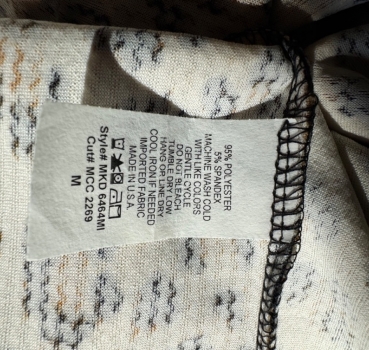 95% POLYESTER
5% SPANDEX
MACHINE WASH COLD
WITH LIKE COLORS
GENTLE CYCLE
DO NOT BLEACH
TUMBLE DRY LOW
HANG OR LINE DRY
COOL IRON IF NEEDED
IMPORTED FABRIC
MADE IN U.S.A
Style# MKD 6464MI
Cut# MCC 2269
M